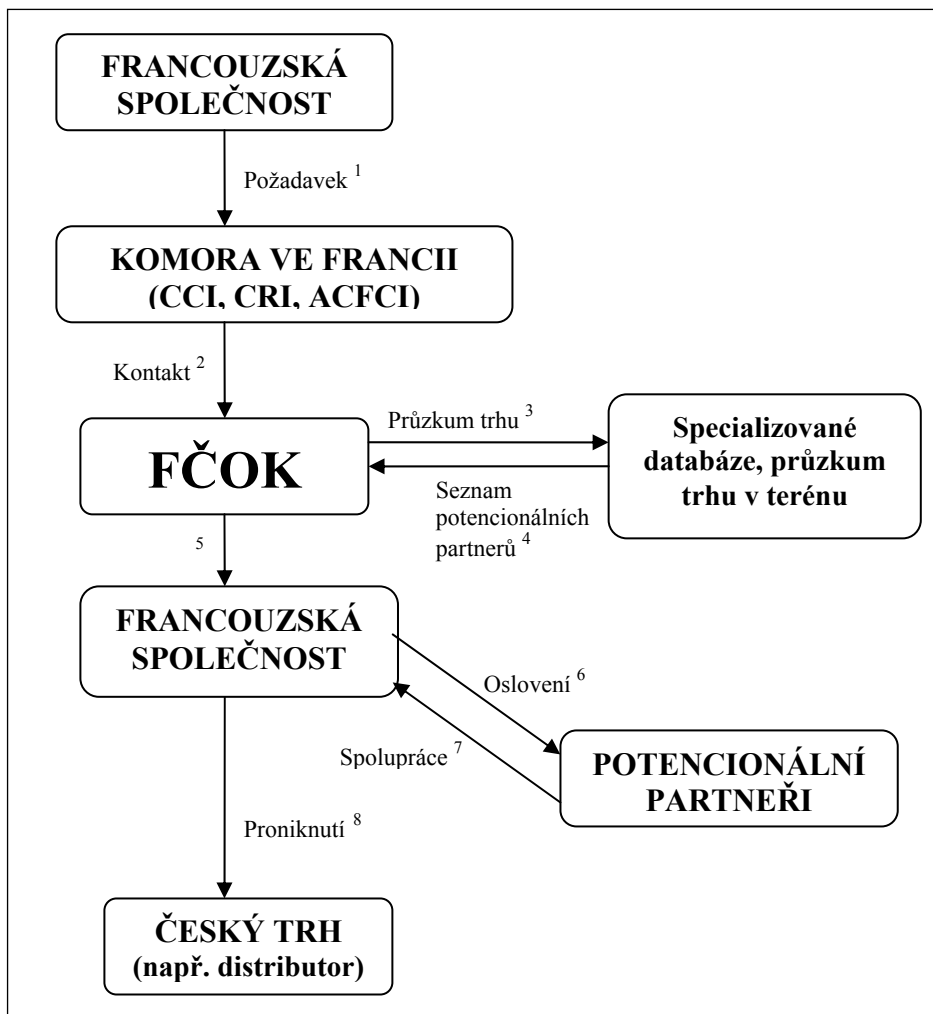 FRANCOUZSKÁ
SPOLEČNOST
Požadavek 1
KOMORA VE FRANCII
(CCI, CRI, ACFCI)
Kontakt 2
FČOK
Průzkum trhu 3
Seznam
potencionálních
partnerů 4
Specializované
databáze, průzkum
trhu v terénu
5
FRANCOUZSKÁ
SPOLEČNOST
Oslovení 6
Spolupráce 7
POTENCIONÁLNÍ
PARTNEŘI
Proniknutí 8
ČESKÝ TRH
(např. distributor)